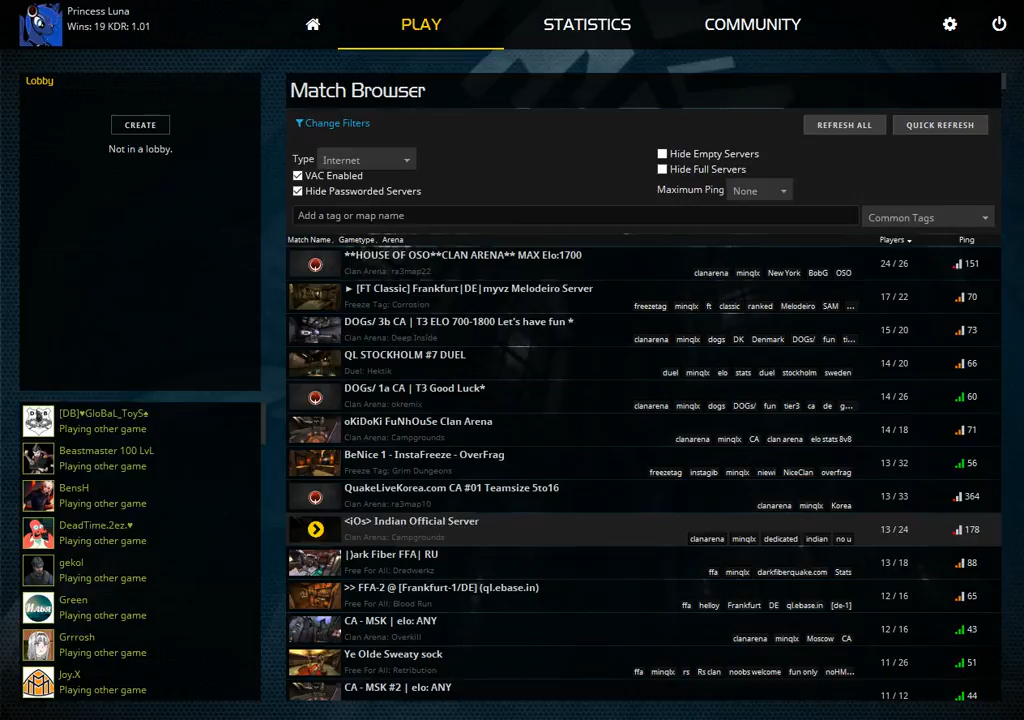 Princess Luna
Wins: 19 KDR: 1.01
PLAY
STATISTICS
COMMUNITY
Lobby
CREATE
Not in a lobby.
[DB]♥GloBaL_ToyS♠
Playing other game
Beastmaster 100 LvL
Playing other game
BensH
Playing other game
DeadTime.2ez.♥
Playing other game
gekol
Playing other game
Green
Playing other game
Grrrosh
Playing other game
Joy.X
Playing other game
Match Browser
Change Filters
REFRESH ALL
QUICK REFRESH
Type Internet
VAC Enabled
Hide Passworded Servers
Hide Empty Servers
Hide Full Servers
Maximum Ping None
Add a tag or map name
Common Tags
Match Name, Gametype, Arena Players Ping
**HOUSE OF OSO**CLAN ARENA** MAX Elo:1700
Clan Arena: ra3map22
clanarena minqlx New York BobG OSO
24 / 26 151
► [FT Classic] Frankfurt|DE|myvz Melodeiro Server
Freeze Tag: Corrosion
freezetag minqlx ft classic ranked Melodeiro SAM ...
17 / 22 70
DOGs/ 3b CA | T3 ELO 700-1800 Let's have fun *
Clan Arena: Deep Inside
clanarena minqlx dogs DK Denmark DOGs/ fun ti...
15 / 20 73
QL STOCKHOLM #7 DUEL
Duel: Hektik
duel minqlx elo stats duel stockholm sweden
14 / 20 66
DOGs/ 1a CA | T3 Good Luck*
Clan Arena: okremix
clanarena minqlx dogs DOGs/ fun tier3 ca de g...
14 / 26 60
oKiDoKi FuNhOuSe Clan Arena
Clan Arena: Campgrounds
clanarena minqlx CA clan arena elo stats 8v8
14 / 18 71
BeNice 1 - InstaFreeze - OverFrag
Freeze Tag: Grim Dungeons
freezetag instagib minqlx niewi NiceClan overfrag
13 / 32 56
QuakeLiveKorea.com CA #01 Teamsize 5to16
Clan Arena: ra3map10
clanarena minqlx Korea
13 / 33 364
<iOs> Indian Official Server
Clan Arena: Campgrounds
clanarena minqlx dedicated indian no u
13 / 24 178
|)ark Fiber FFA| RU
Free For All: Dredwerkz
ffa minqlx darkfiberquake.com Stats
13 / 18 88
>> FFA-2 @ [Frankfurt-1/DE] (ql.ebase.in)
Free For All: Blood Run
ffa helloy Frankfurt DE ql.ebase.in [de-1]
12 / 16 65
CA - MSK | elo: ANY
Clan Arena: Overkill
clanarena minqlx Moscow CA
12 / 16 43
Ye Olde Sweaty sock
Free For All: Retribution
ffa minqlx rs Rs clan noobs welcome fun only noHM...
11 / 26 51
CA - MSK #2 | elo: ANY
11 / 12 44